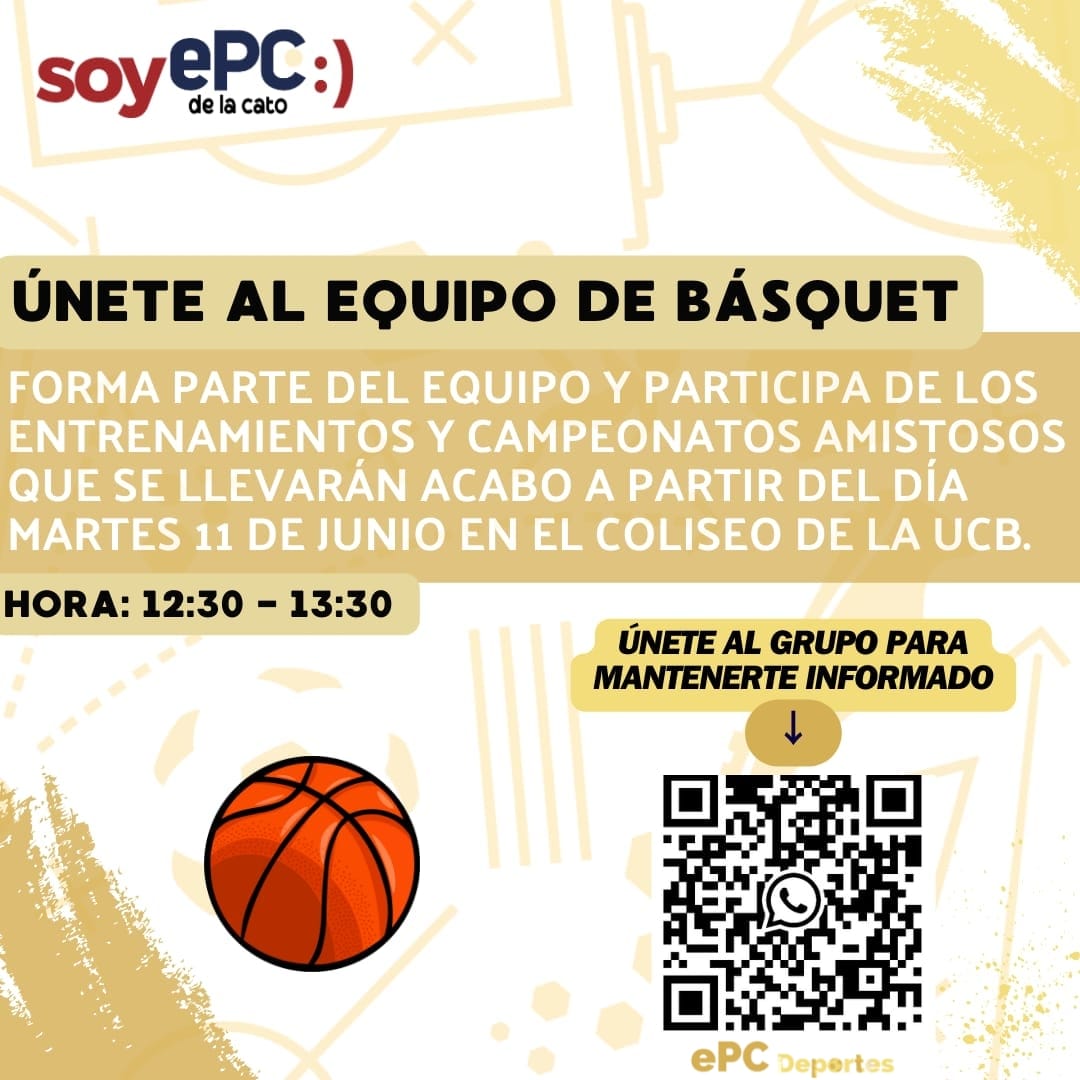 soyePC:)
de la cato
ÚNETE AL EQUIPO DE BÁSQUET
FORMA PARTE DEL EQUIPO Y PARTICIPA DE LOS
ENTRENAMIENTOS Y CAMPEONATOS AMISTOSOS
QUE SE LLEVARÁN ACABO A PARTIR DEL DÍA
MARTES 11 DE JUNIO EN EL COLISEO DE LA UCB.
HORA: 12:30 - 13:30
ÚNETE AL GRUPO PARA
MANTENERTE INFORMADO
↓
ePC Deportes